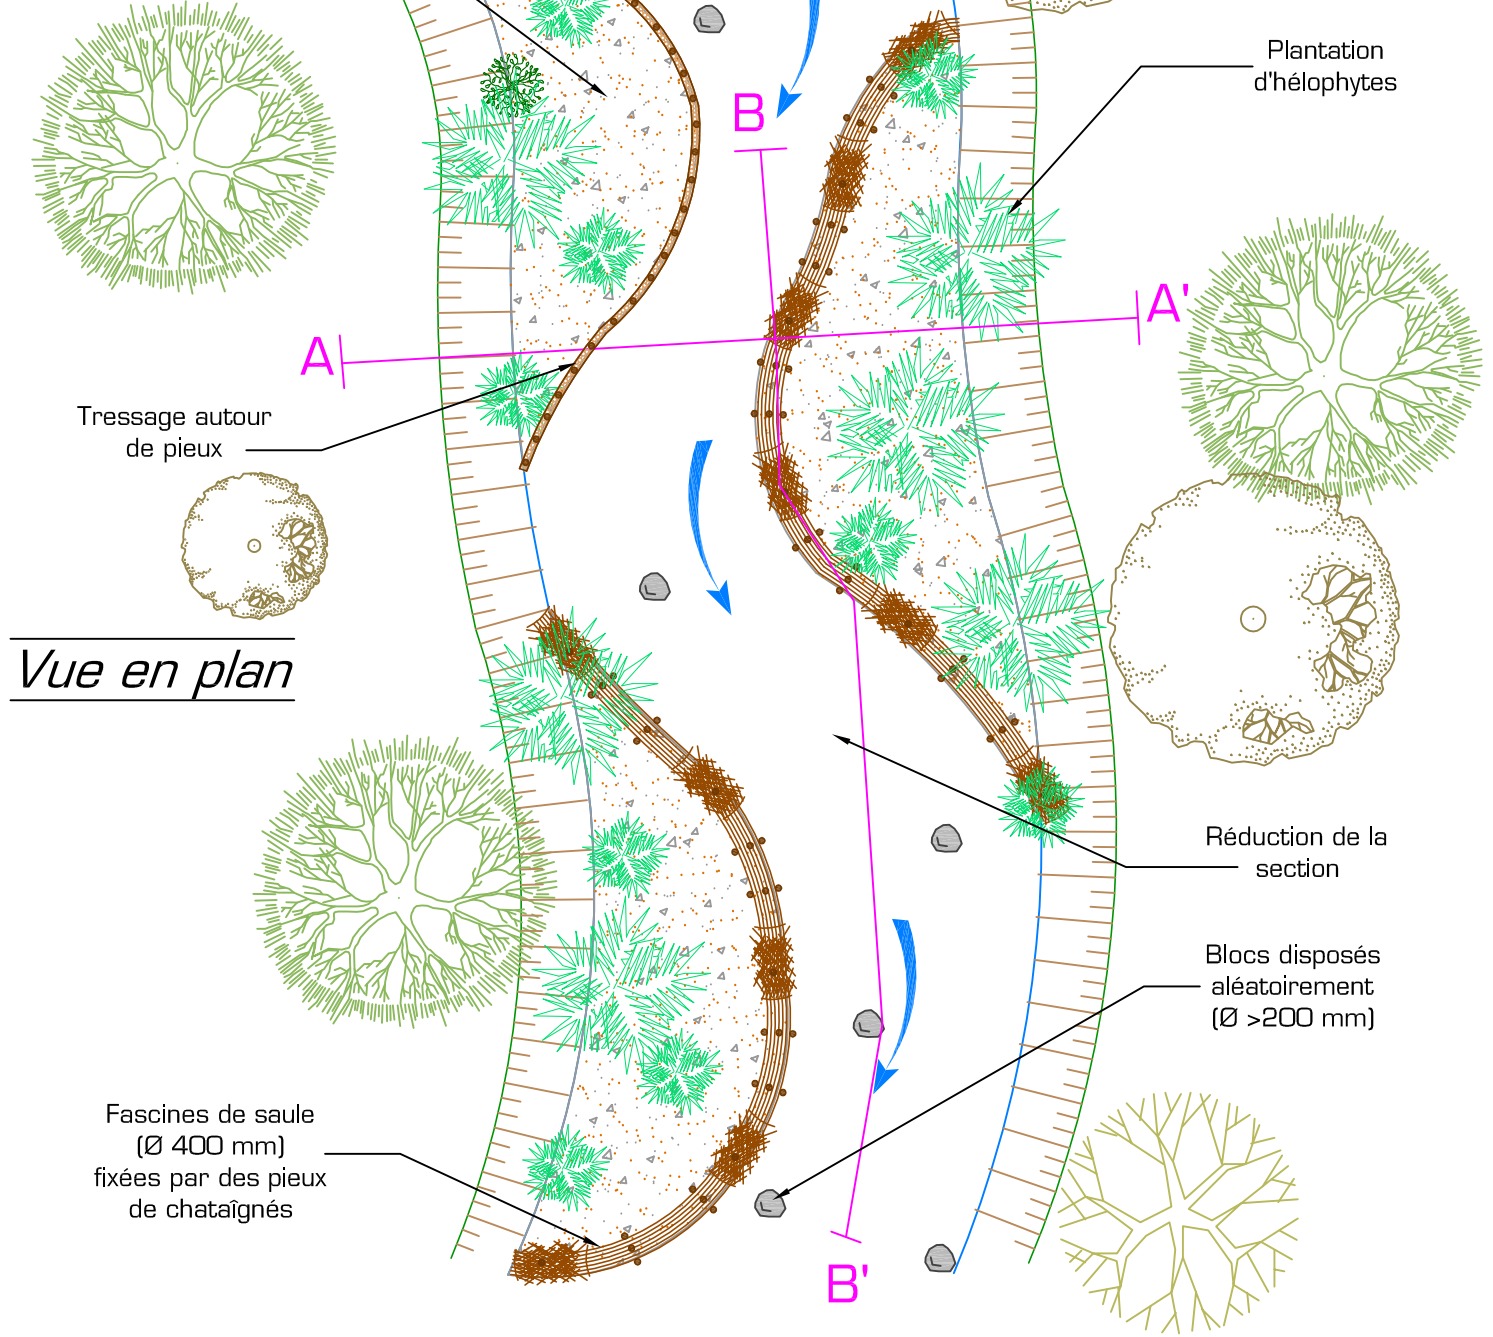 Plantation
d'hélophytes
B
A'
A
Tressage autour
de pieux
Vue en plan
Réduction de la
section
Blocs disposés
aléatoirement
(Ø >200 mm)
Fascines de saule
(Ø 400 mm)
fixées par des pieux
de chataîgnés
B'